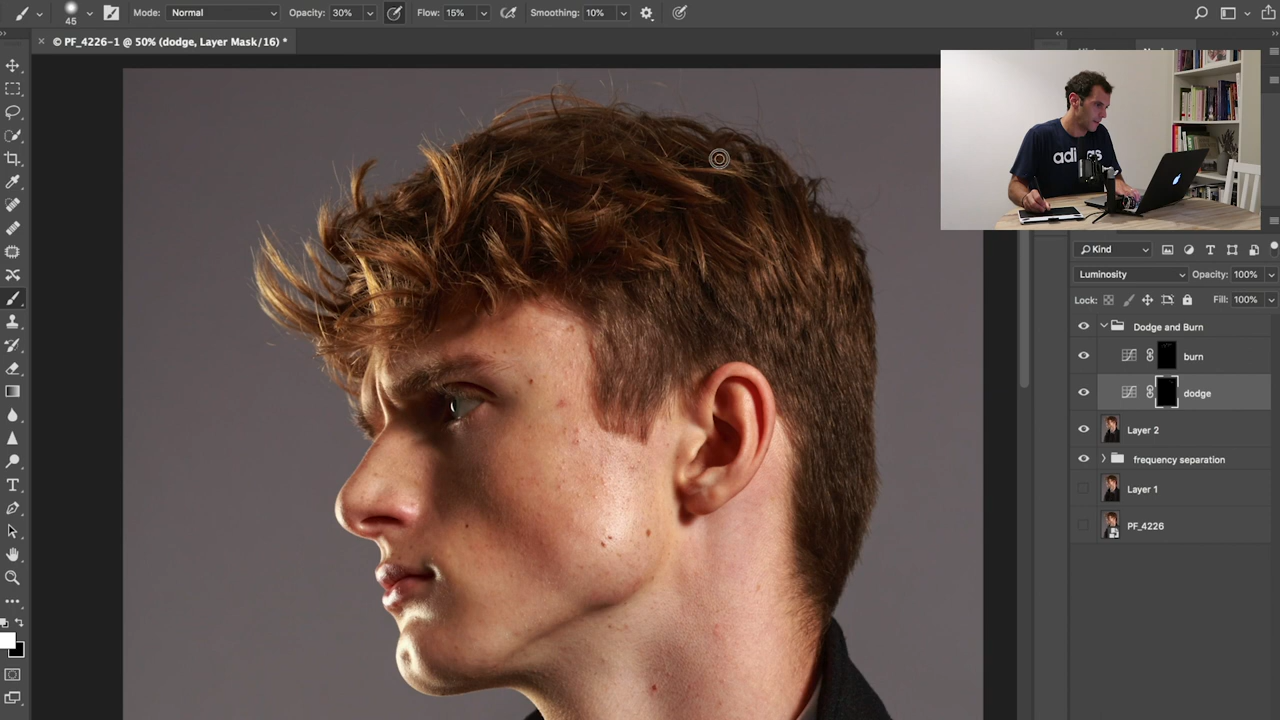 45 Mode: Normal Opacity: 30% Flow: 15% Smoothing: 10%
× © PF_4226-1 @ 50% (dodge, Layer Mask/16) *
adidas
Kind
Luminosity Opacity: 100%
Lock: Fill: 100%
Dodge and Burn
burn
dodge
Layer 2
frequency separation
Layer 1
PF_4226